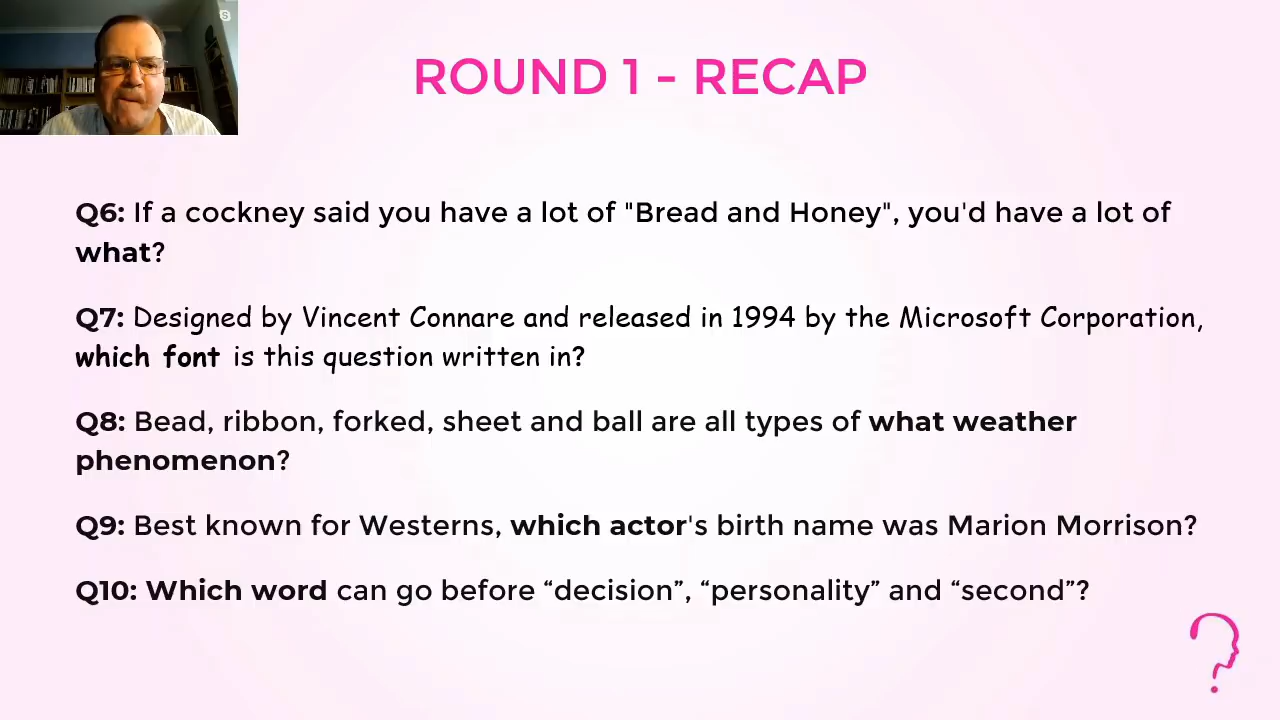 ROUND 1 - RECAP
Q6: If a cockney said you have a lot of "Bread and Honey", you'd have a lot of
what?
Q7: Designed by Vincent Connare and released in 1994 by the Microsoft Corporation,
which font is this question written in?
Q8: Bead, ribbon, forked, sheet and ball are all types of what weather
phenomenon?
Q9: Best known for Westerns, which actor's birth name was Marion Morrison?
Q10: Which word can go before “decision”, “personality” and “second”?